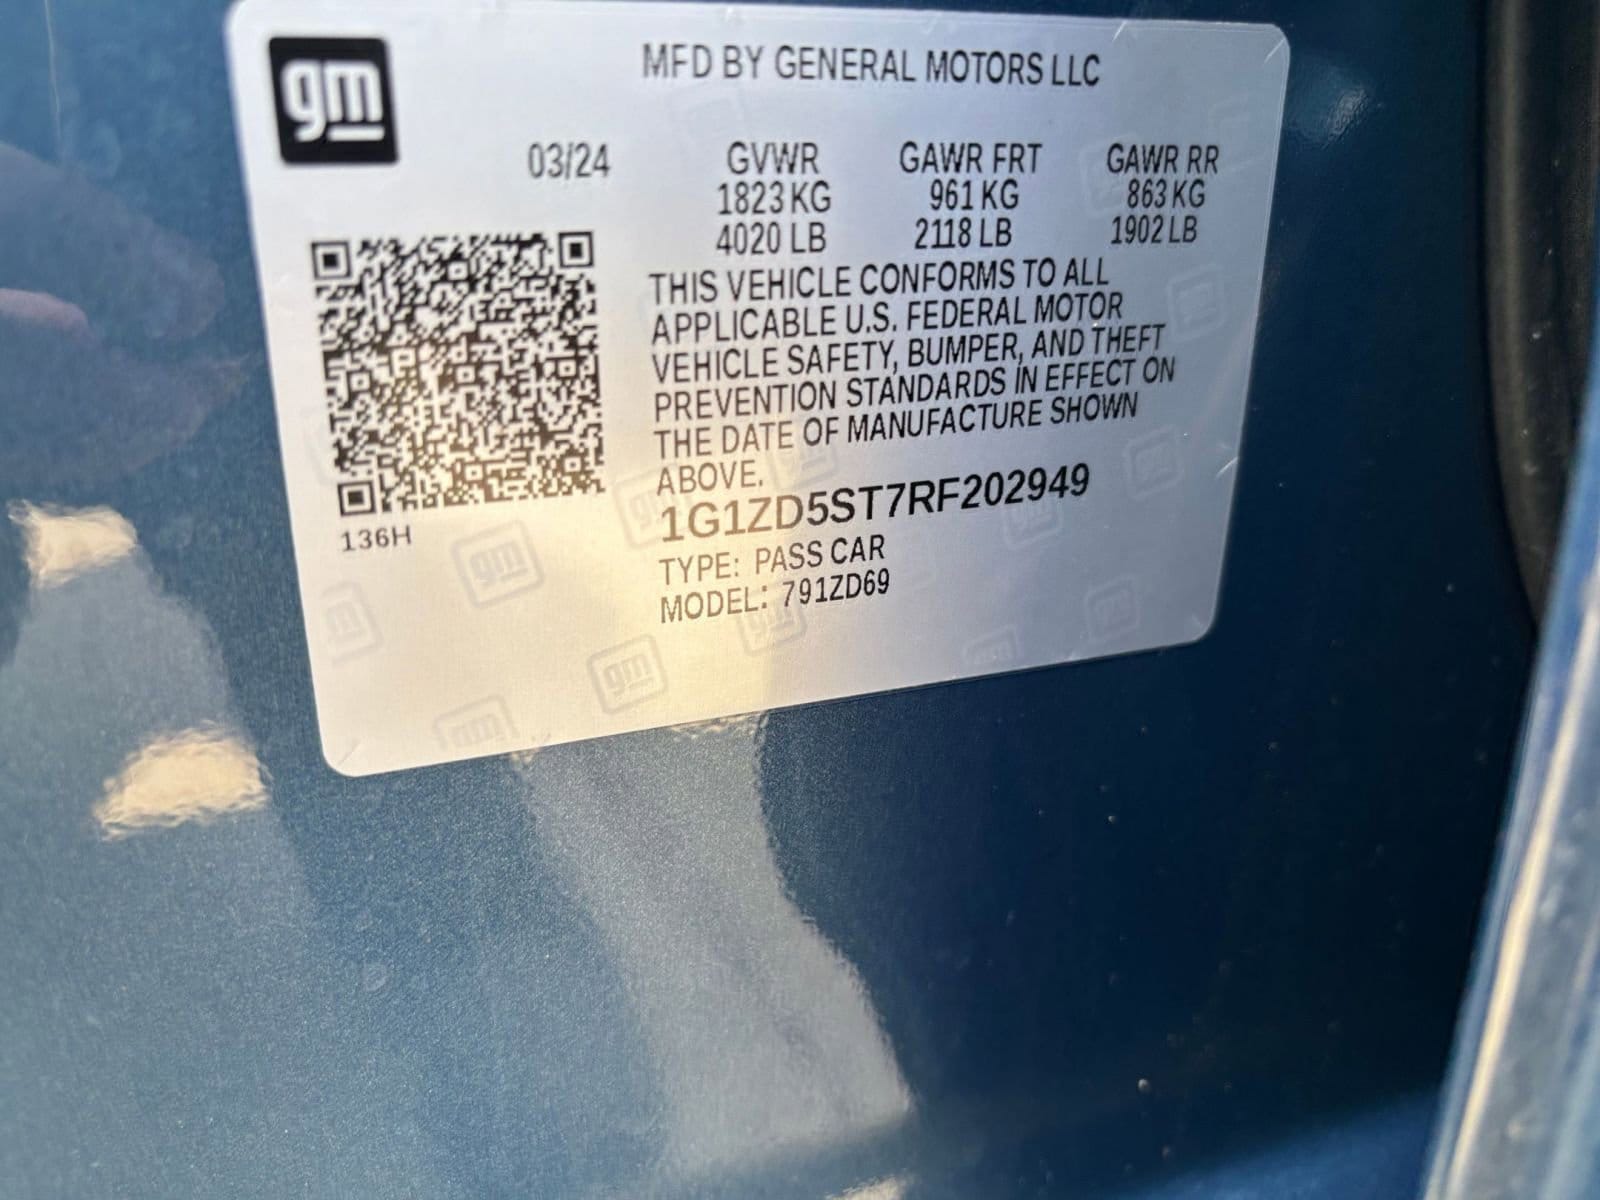 gm
MFD BY GENERAL MOTORS LLC
03/24 GVWR GAWR FRT GAWR RR
1823 KG 961 KG 863 KG
4020 LB 2118 LB 1902 LB
THIS VEHICLE CONFORMS TO ALL
APPLICABLE U.S. FEDERAL MOTOR
VEHICLE SAFETY, BUMPER, AND THEFT
PREVENTION STANDARDS IN EFFECT ON
THE DATE OF MANUFACTURE SHOWN
ABOVE.
1G1ZD5ST7RF202949
136H
TYPE: PASS CAR
MODEL: 791ZD69